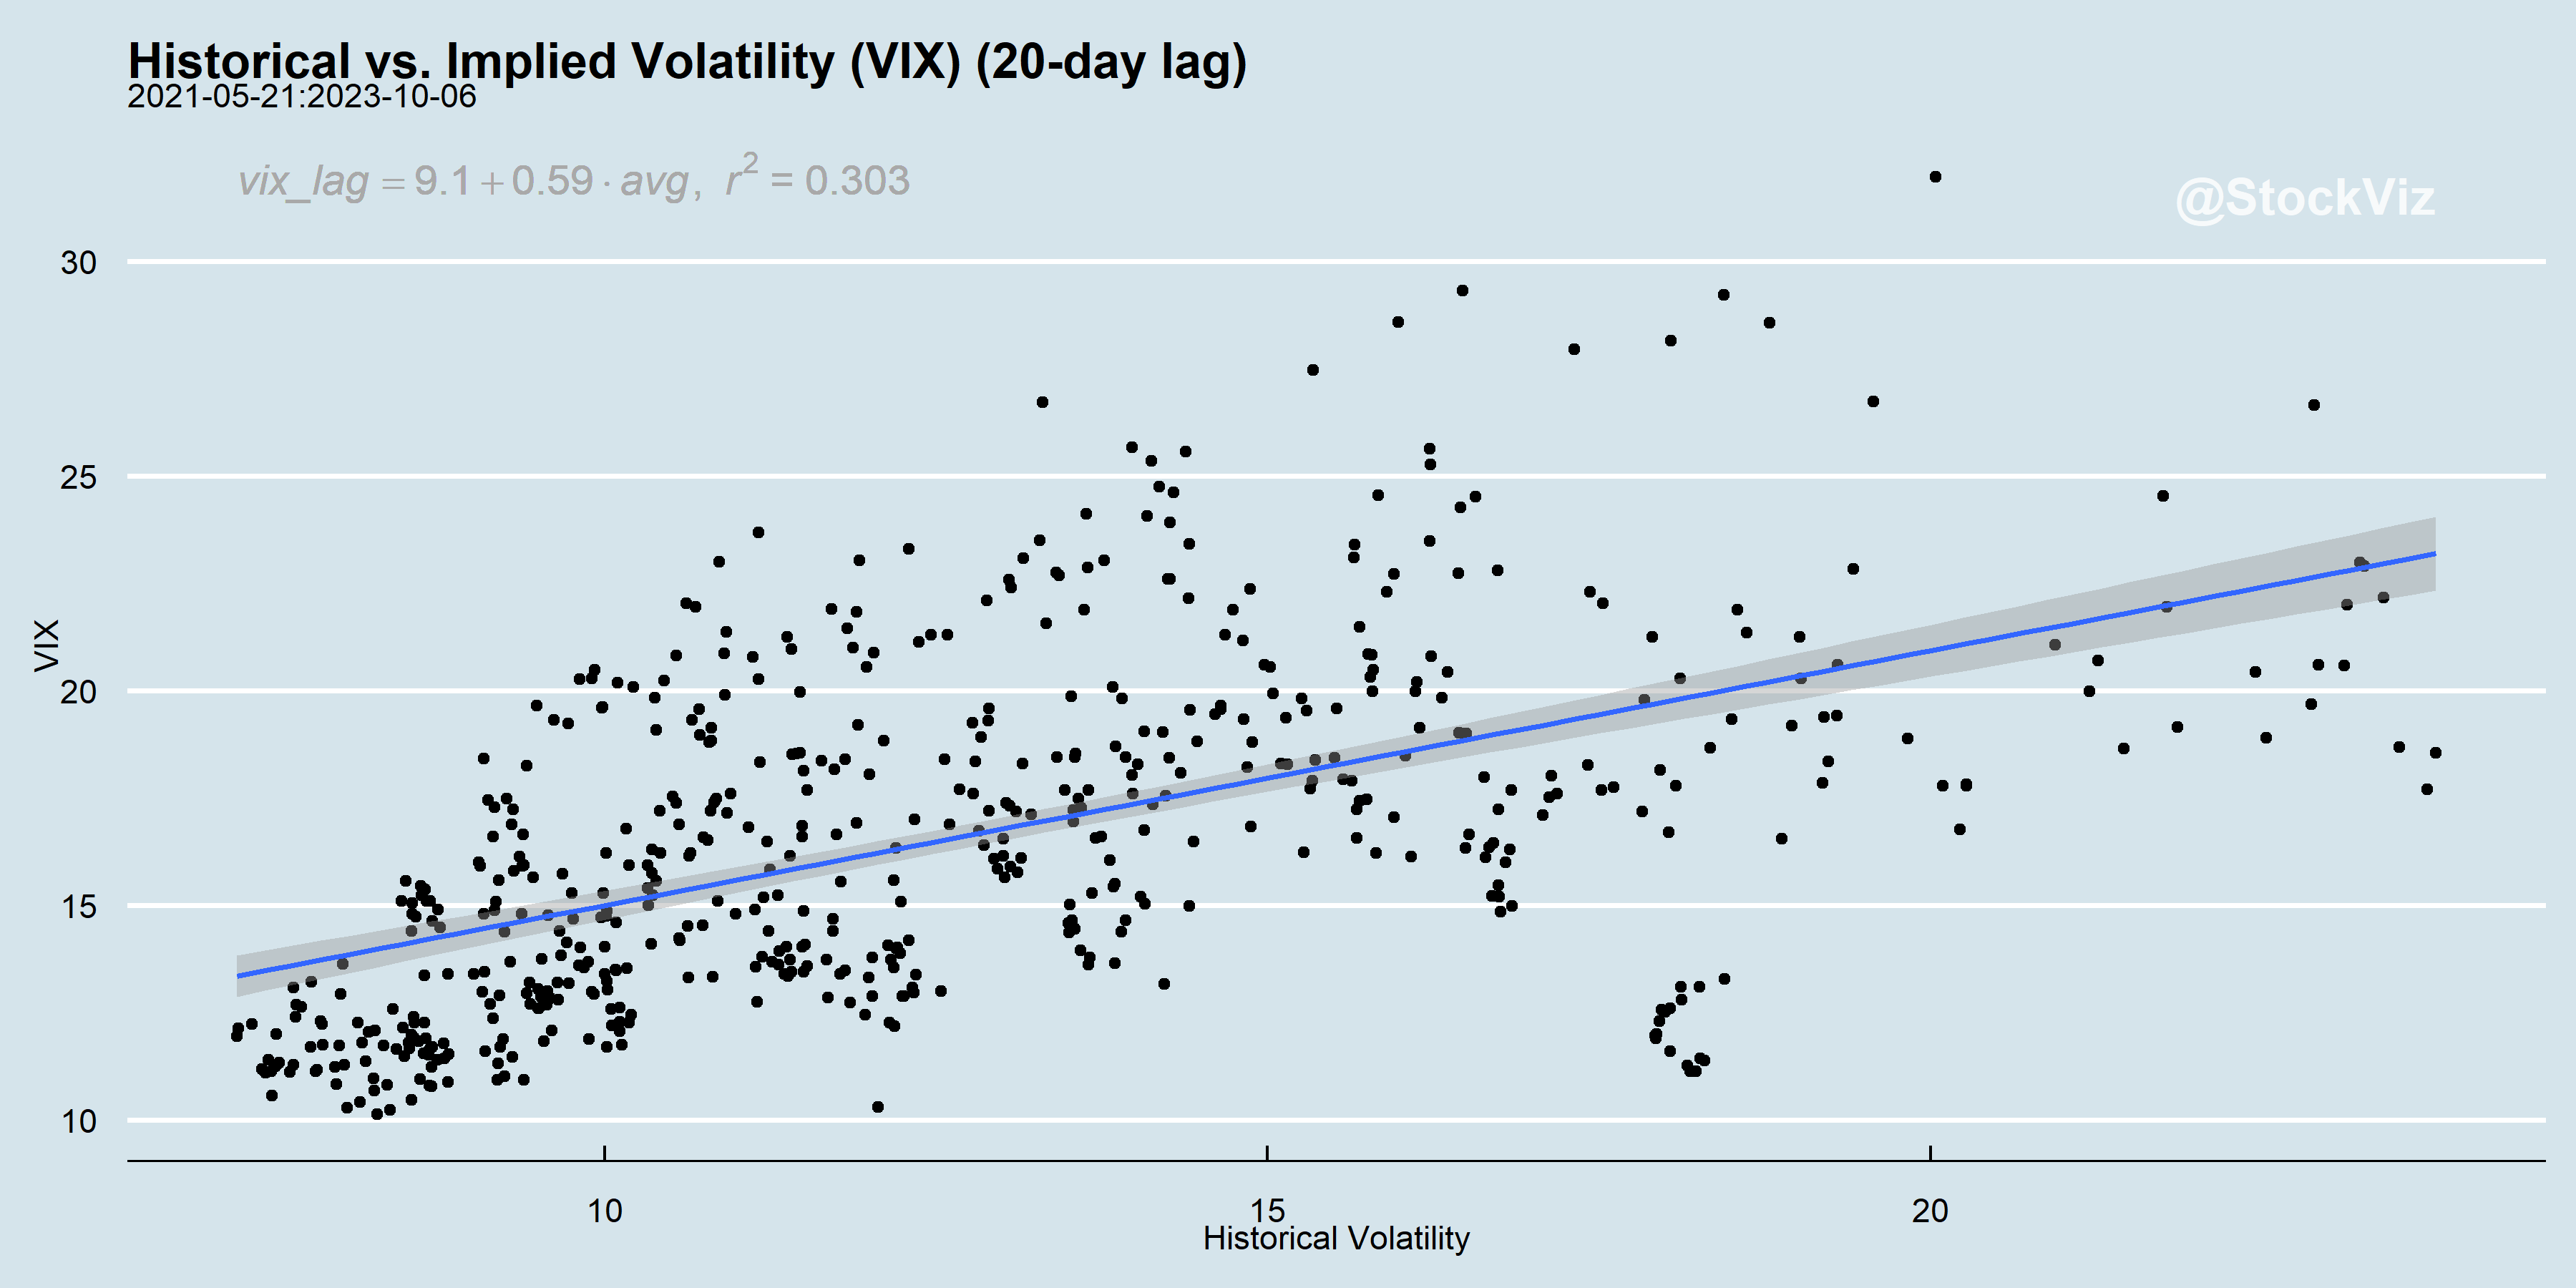 Historical vs. Implied Volatility (VIX) (20-day lag)
2021-05-21:2023-10-06
vix_lag = 9.1 + 0.59 · avg, r² = 0.303
@StockViz
30
25
20
15
10
VIX
10 15 20
Historical Volatility